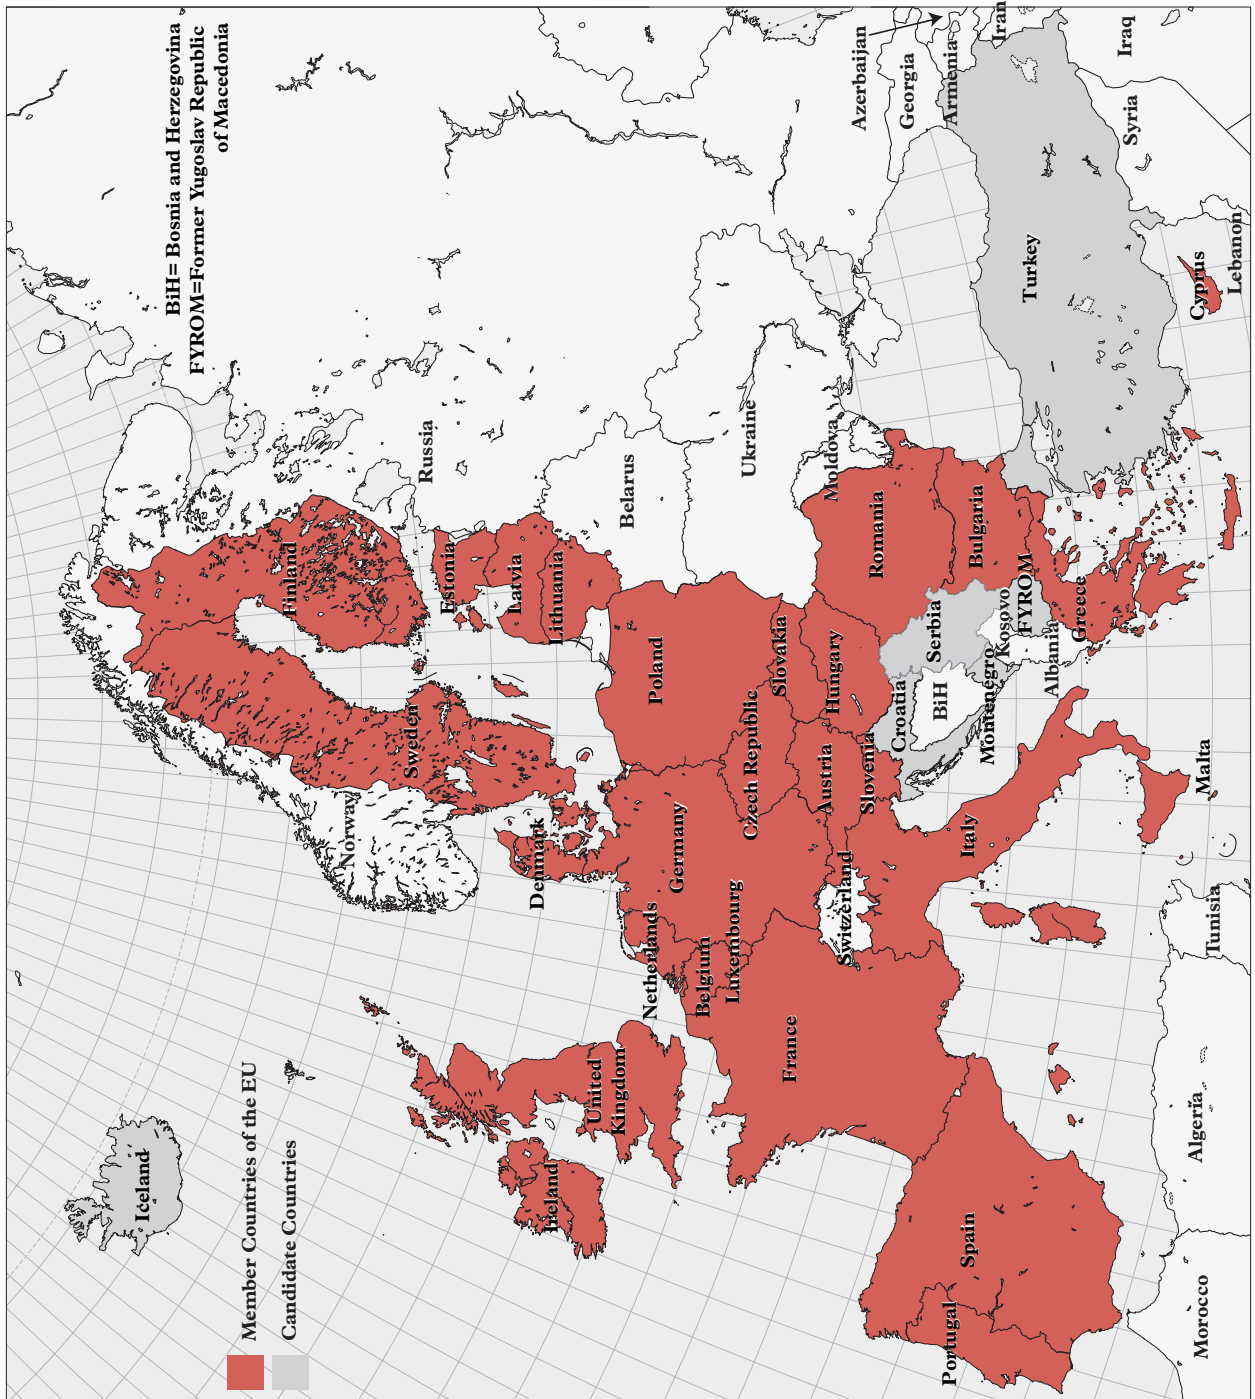 BiH= Bosnia and Herzegovina
FYROM=Former Yugoslav Republic
of Macedonia
Iceland
Member Countries of the EU
Candidate Countries
Norway
Sweden
Finland
Russia
Estonia
Latvia
Lithuania
Denmark
Ireland
United
Kingdom
Belarus
Netherlands
Belgium
Luxembourg
Germany
Poland
Czech Republic
Slovakia
Ukraine
France
Switzerland
Austria
Hungary
Slovenia
Moldova
Romania
Croatia
BiH
Serbia
Montenegro
Kosovo
FYROM
Albania
Bulgaria
Greece
Italy
Portugal
Spain
Malta
Turkey
Cyprus
Azerbaijan
Georgia
Armenia
Iran
Iraq
Syria
Lebanon
Morocco
Algeria
Tunisia